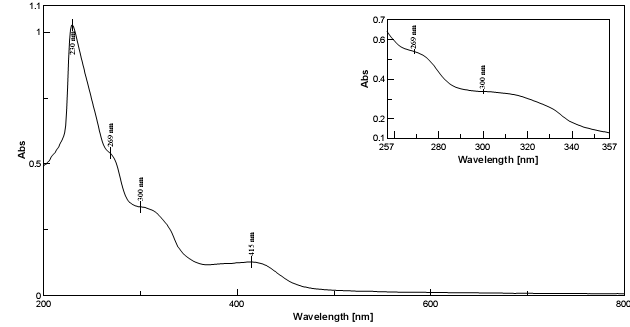 1.1
1
0.5
0
Abs
200
400
600
800
Wavelength [nm]
230 nm
269 nm
300 nm
415 nm
0.7
0.6
0.4
0.2
0.1
Abs
257
280
300
320
340
357
Wavelength [nm]
269 nm
300 nm